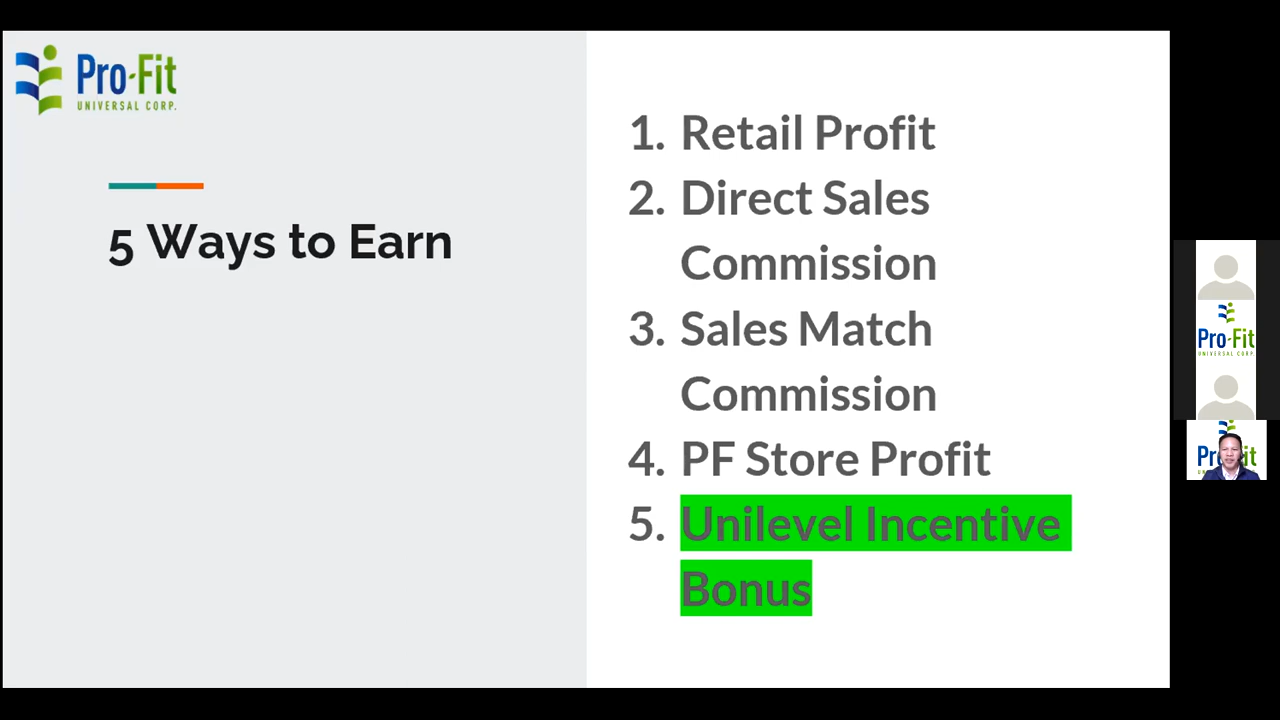 Pro-Fit
UNIVERSAL CORP.
5 Ways to Earn
1. Retail Profit
2. Direct Sales
Commission
3. Sales Match
Commission
4. PF Store Profit
5. Unilevel Incentive
Bonus
Pro-Fit
UNIVERSAL CORP.